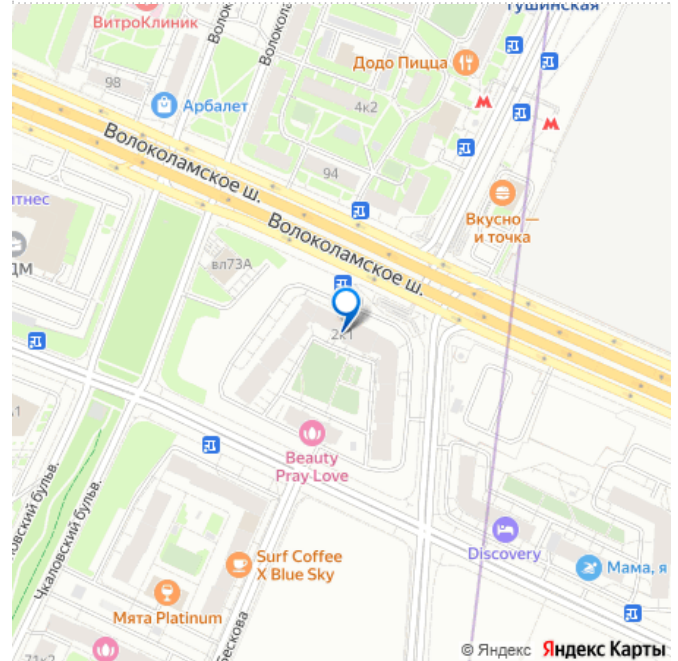 Тушинская
ВитроКлиник
Додо Пицца
98
Арбалет
4к2
Волоколамское ш.
94
Волоколамское ш.
Вкусно —
и точка
вл73А
2к1
Beauty
Pray Love
Чкаловский бульв.
Surf Coffee
X Blue Sky
Discovery
Мама, я
Мята Platinum
71к2
© Яндекс Яндекс Карты